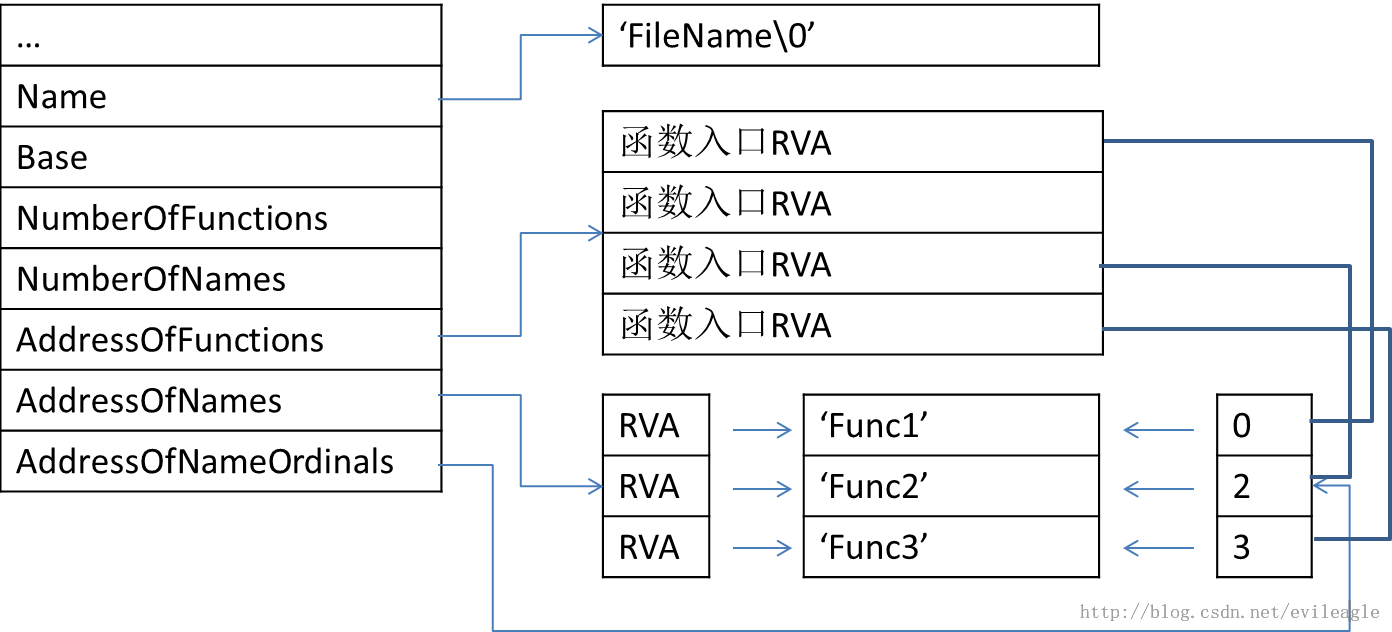 ...
Name
Base
NumberOfFunctions
NumberOfNames
AddressOfFunctions
AddressOfNames
AddressOfNameOrdinals
‘FileName\0’
函数入口RVA
函数入口RVA
函数入口RVA
函数入口RVA
RVA ‘Func1’ 0
RVA ‘Func2’ 2
RVA ‘Func3’ 3
http://blog.csdn.net/evileagle